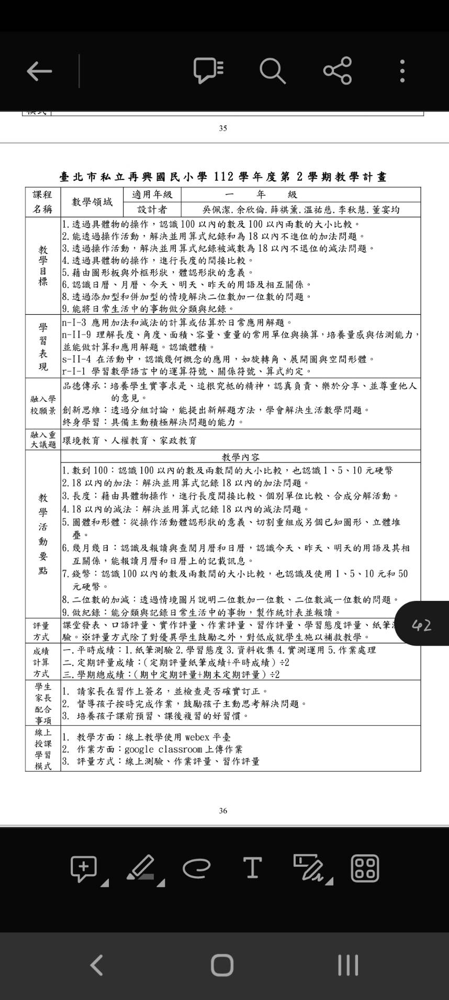 35
臺北市私立再興國民小學 112 學年度第 2 學期教學計畫
課程名稱
數學領域
適用年級
一 年 級
設計者
吳佩潔.余欣倫.薛祺薰.溫祐慈.李秋慧.董宴均
教學目標
1.透過具體物的操作，認識 100 以內的數及 100 以內兩數的大小比較。
2.能透過操作活動，解決並用算式紀錄和為 18 以內不進位的加法問題。
3.透過操作活動，解決並用算式紀錄被減數為 18 以內不退位的減法問題。
4.透過具體物的操作，進行長度的間接比較。
5.藉由圖形板與外框形狀，體認形狀的意義。
6.認識日曆、月曆、今天、明天、昨天的用語及相互關係。
8.透過添加型和併加型的情境解決二位數加一位數的問題。
9.能將日常生活中的事物做分類與紀錄。
學習表現
n-I-3 應用加法和減法的計算或估算於日常應用解題。
n-II-9 理解長度、角度、面積、容量、重量的常用單位與換算，培養量感與估測能力，
並能做計算和應用解題。認識體積。
s-II-4 在活動中，認識幾何概念的應用，如旋轉角、展開圖與空間形體。
r-I-1 學習數學語言中的運算符號、關係符號、算式約定。
融入學校願景
品德傳承：培養學生實事求是、追根究柢的精神，認真負責、樂於分享、並尊重他人
的意見。
創新思維：透過分組討論，能提出新解題方法，學會解決生活數學問題。
終身學習：具備主動積極解決問題的能力。
融入重大議題
環境教育、人權教育、家政教育
教學活動要點
教學內容
1.數到 100：認識 100 以內的數及兩數間的大小比較，也認識 1、5、10 元硬幣
2.18 以內的加法：解決並用算式記錄 18 以內的加法問題。
3.長度：藉由具體物操作，進行長度間接比較、個別單位比較、合成分解活動。
4.18 以內的減法：解決並用算式記錄 18 以內的減法問題。
5.圖體和形體：從操作活動體認形狀的意義、切割重組成另個已知圖形、立體堆
疊。
6.幾月幾日：認識及報讀與查閱月曆和日曆，認識今天、昨天、明天的用語及其相
互關係，能報讀月曆和日曆上的記載訊息。
7.錢幣：認識 100 以內的數及兩數間的大小比較，也認識及使用 1、5、10 元和 50
元硬幣。
8.二位數的加減：透過情境圖片說明二位數加一位數、二位數減一位數的問題。
9.做紀錄：能分類與記錄日常生活中的事物，製作統計表並報讀。
評量方式
課堂發表、口語評量、實作評量、作業評量、習作評量、學習態度評量、紙筆
驗。※評量方式除了對優異學生鼓勵之外，對低成就學生施以補救教學。
42
成績計算方式
一.平時成績：1.紙筆測驗 2.學習態度 3.資料收集 4.實測運用 5.作業處理
二.定期評量成績：(定期評量紙筆成績+平時成績)÷2
三.學期總成績：(期中定期評量+期末定期評量)÷2
學生家長配合事項
1. 請家長在習作上簽名，並檢查是否確實訂正。
2. 督導孩子按時完成作業，鼓勵孩子主動思考解決問題。
3. 培養孩子課前預習、課後複習的好習慣。
線上授課學習模式
1. 教學方面：線上教學使用 webex 平臺
2. 作業方面：google classroom 上傳作業
3. 評量方式：線上測驗、作業評量、習作評量
36
T